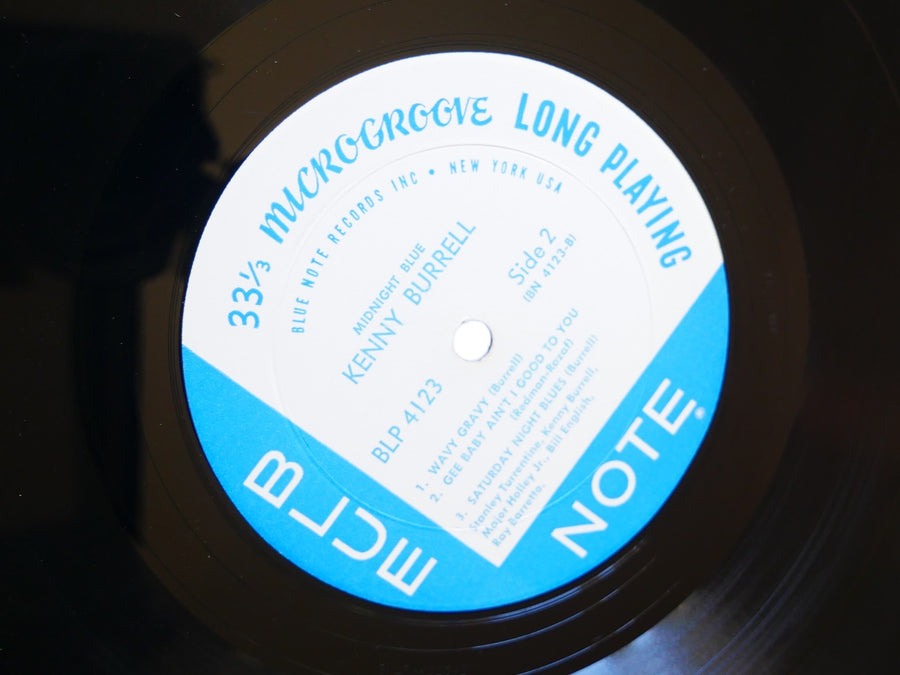 33⅓ MICROGROOVE LONG PLAYING
BLUE NOTE RECORDS INC • NEW YORK USA
MIDNIGHT BLUE
KENNY BURRELL
BLP 4123
Side 2
(BN 4123-B)
1. WAVY GRAVY (Burrell)
2. GEE BABY AIN'T I GOOD TO YOU
(Redman-Razaf)
3. SATURDAY NIGHT BLUES (Burrell)
Stanley Turrentine, Kenny Burrell,
Major Holley Jr., Bill English,
Ray Barretto.
BLUE
NOTE®